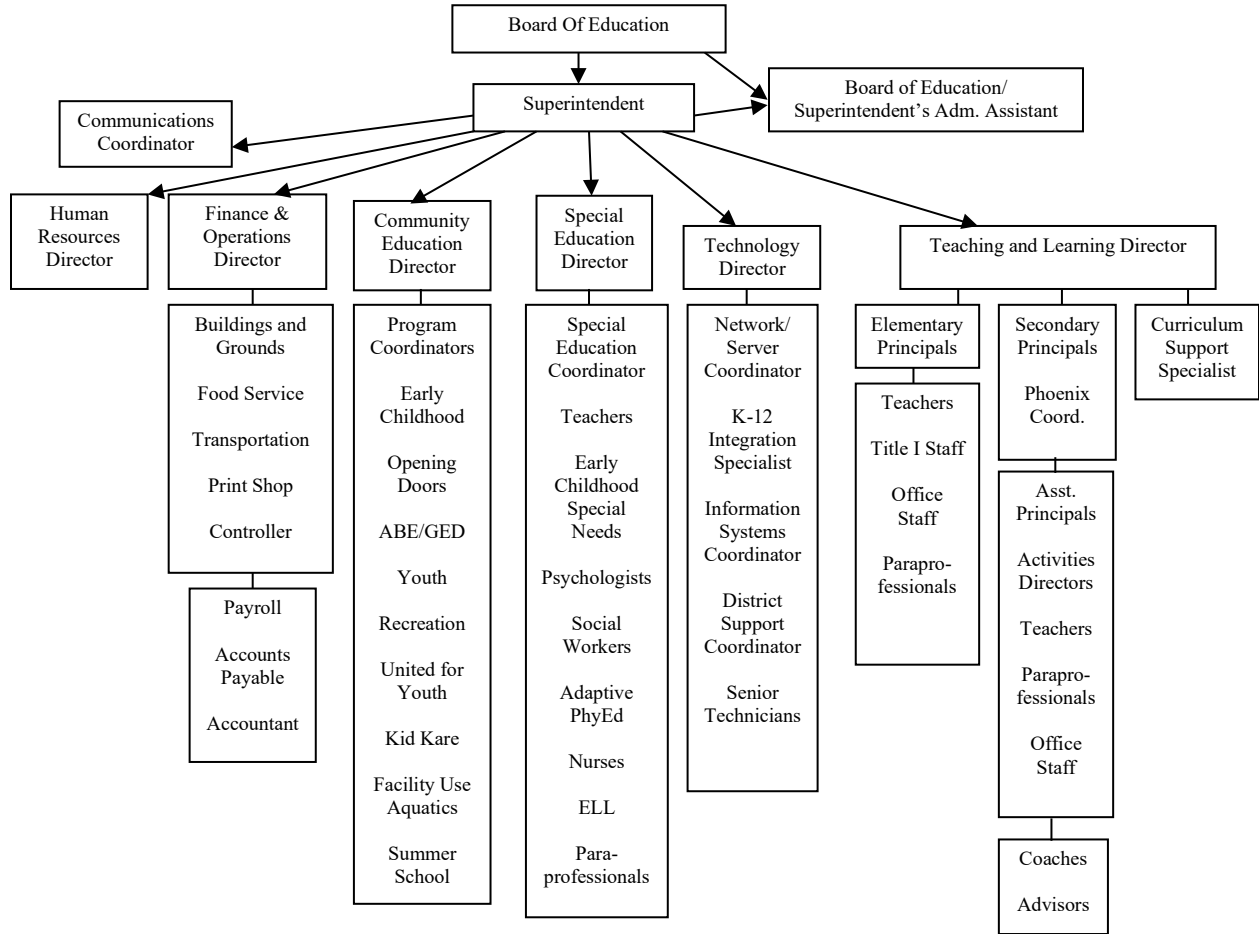 Board Of Education
Board of Education/
Superintendent's Adm. Assistant
Superintendent
Communications
Coordinator
Human
Resources
Director
Finance &
Operations
Director
Community
Education
Director
Special
Education
Director
Technology
Director
Teaching and Learning Director
Buildings and
Grounds
Food Service
Transportation
Print Shop
Controller
Payroll
Accounts
Payable
Accountant
Program
Coordinators
Early
Childhood
Opening
Doors
ABE/GED
Youth
Recreation
United for
Youth
Kid Kare
Facility Use
Aquatics
Summer
School
Special
Education
Coordinator
Teachers
Early
Childhood
Special
Needs
Psychologists
Social
Workers
Adaptive
PhyEd
Nurses
ELL
Para-
professionals
Network/
Server
Coordinator
K-12
Integration
Specialist
Information
Systems
Coordinator
District
Support
Coordinator
Senior
Technicians
Elementary
Principals
Teachers
Title I Staff
Office
Staff
Parapro-
fessionals
Secondary
Principals
Phoenix
Coord.
Asst.
Principals
Activities
Directors
Teachers
Parapro-
fessionals
Office
Staff
Coaches
Advisors
Curriculum
Support
Specialist